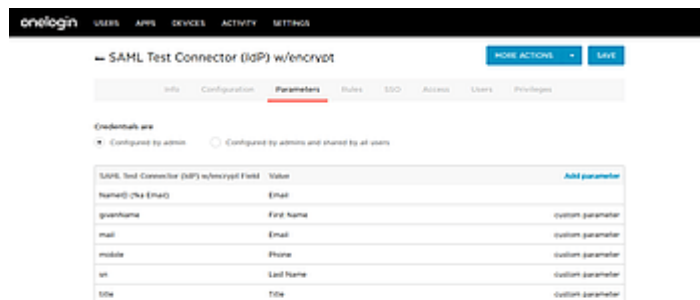 onelogin USERS APPS DEVICES ACTIVITY SETTINGS
← SAML Test Connector (IdP) w/encrypt MORE ACTIONS SAVE
Info Configuration Parameters Rules SSO Access Users Privileges
Credentials are
Configured by admin Configured by admins and shared by all users
SAML Test Connector (IdP) w/encrypt Field Value Add parameter
NameID (fka Email) Email
givenName First Name custom parameter
mail Email custom parameter
mobile Phone custom parameter
sn Last Name custom parameter
title Title custom parameter